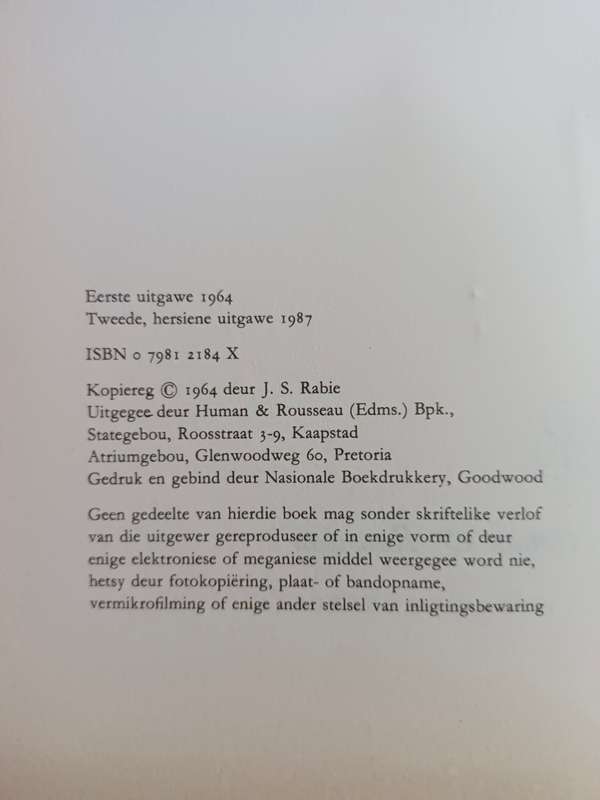 Eerste uitgawe 1964
Tweede, hersiene uitgawe 1987
ISBN 0 7981 2184 X
Kopiereg © 1964 deur J. S. Rabie
Uitgegee deur Human & Rousseau (Edms.) Bpk.,
Stategebou, Roosstraat 3-9, Kaapstad
Atriumgebou, Glenwoodweg 60, Pretoria
Gedruk en gebind deur Nasionale Boekdrukkery, Goodwood
Geen gedeelte van hierdie boek mag sonder skriftelike verlof
van die uitgewer gereproduseer of in enige vorm of deur
enige elektroniese of meganiese middel weergegee word nie,
hetsy deur fotokopiëring, plaat- of bandopname,
vermikrofilming of enige ander stelsel van inligtingsbewaring